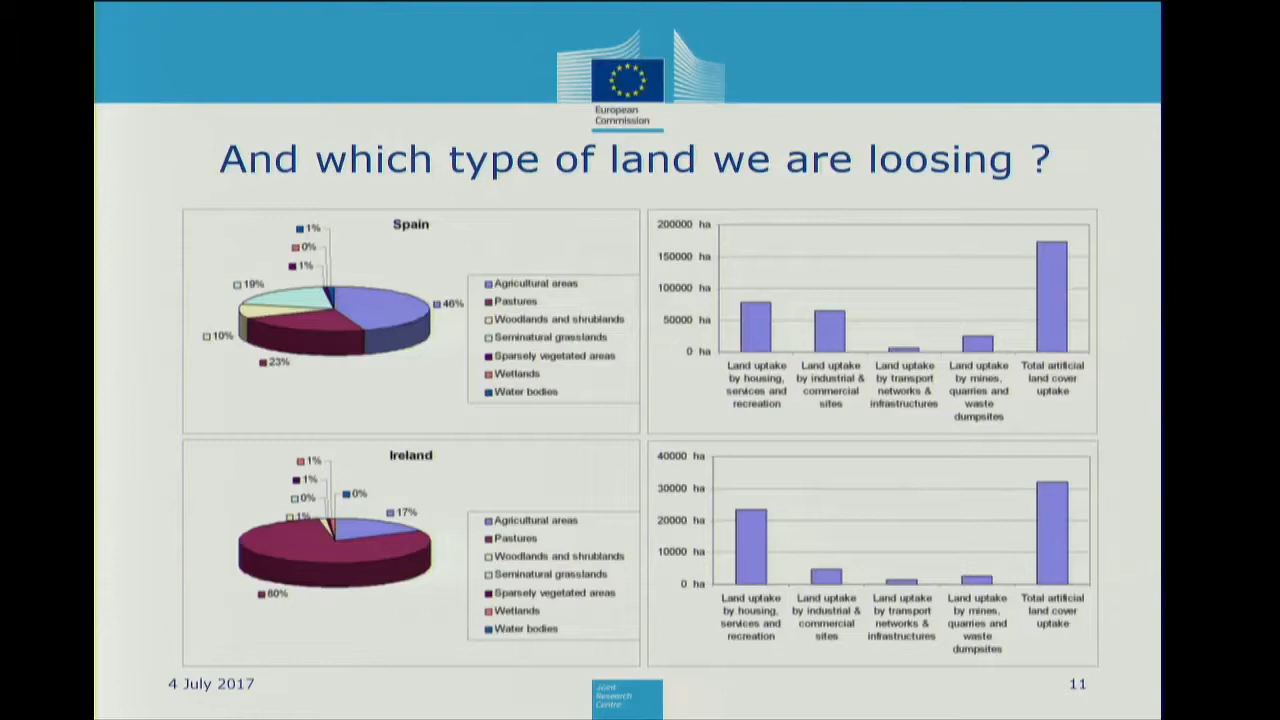 European
Commission
And which type of land we are loosing ?
Spain
1%
0%
1%
19%
46%
10%
23%
Agricultural areas
Pastures
Woodlands and shrublands
Seminatural grasslands
Sparsely vegetated areas
Wetlands
Water bodies
200000 ha
150000 ha
100000 ha
50000 ha
0 ha
Land uptake
by housing,
services and
recreation
Land uptake
by industrial &
commercial
sites
Land uptake
by transport
networks &
infrastructures
Land uptake
by mines,
quarries and
waste
dumpsites
Total artificial
land cover
uptake
Ireland
1%
1%
0%
0%
1%
17%
80%
Agricultural areas
Pastures
Woodlands and shrublands
Seminatural grasslands
Sparsely vegetated areas
Wetlands
Water bodies
40000 ha
30000 ha
20000 ha
10000 ha
0 ha
Land uptake
by housing,
services and
recreation
Land uptake
by industrial &
commercial
sites
Land uptake
by transport
networks &
infrastructures
Land uptake
by mines,
quarries and
waste
dumpsites
Total artificial
land cover
uptake
4 July 2017
Joint
Research
Centre
11